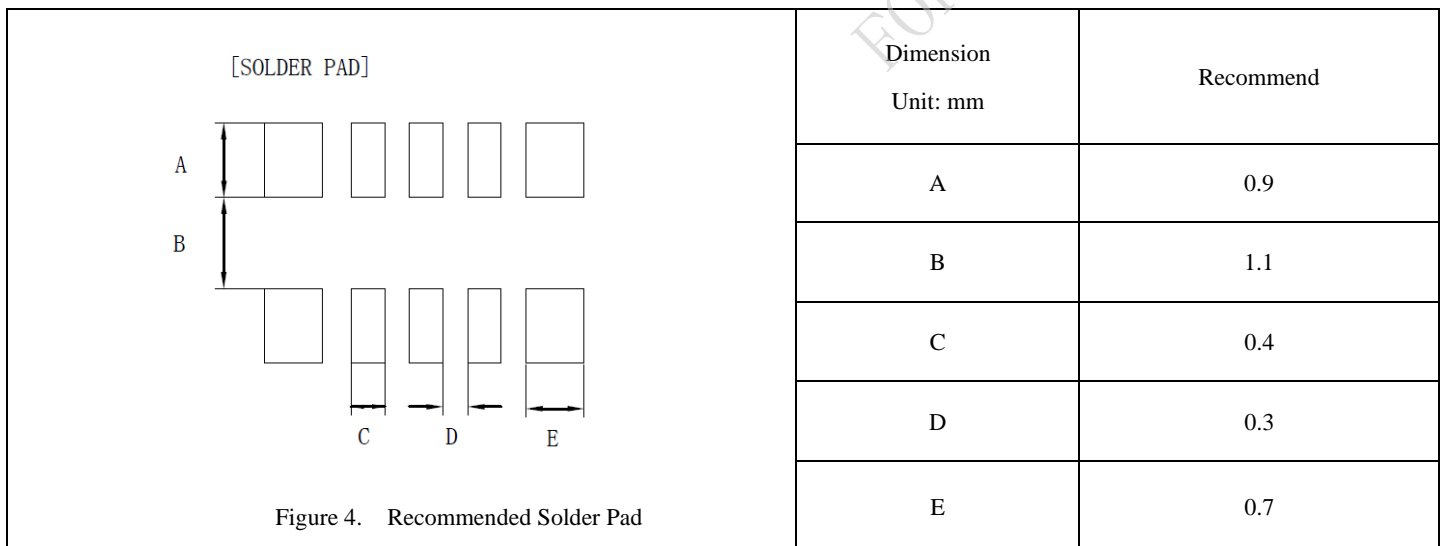 [SOLDER PAD]
A
B
C D E
Figure 4. Recommended Solder Pad
Dimension
Unit: mm
Recommend
A 0.9
B 1.1
C 0.4
D 0.3
E 0.7